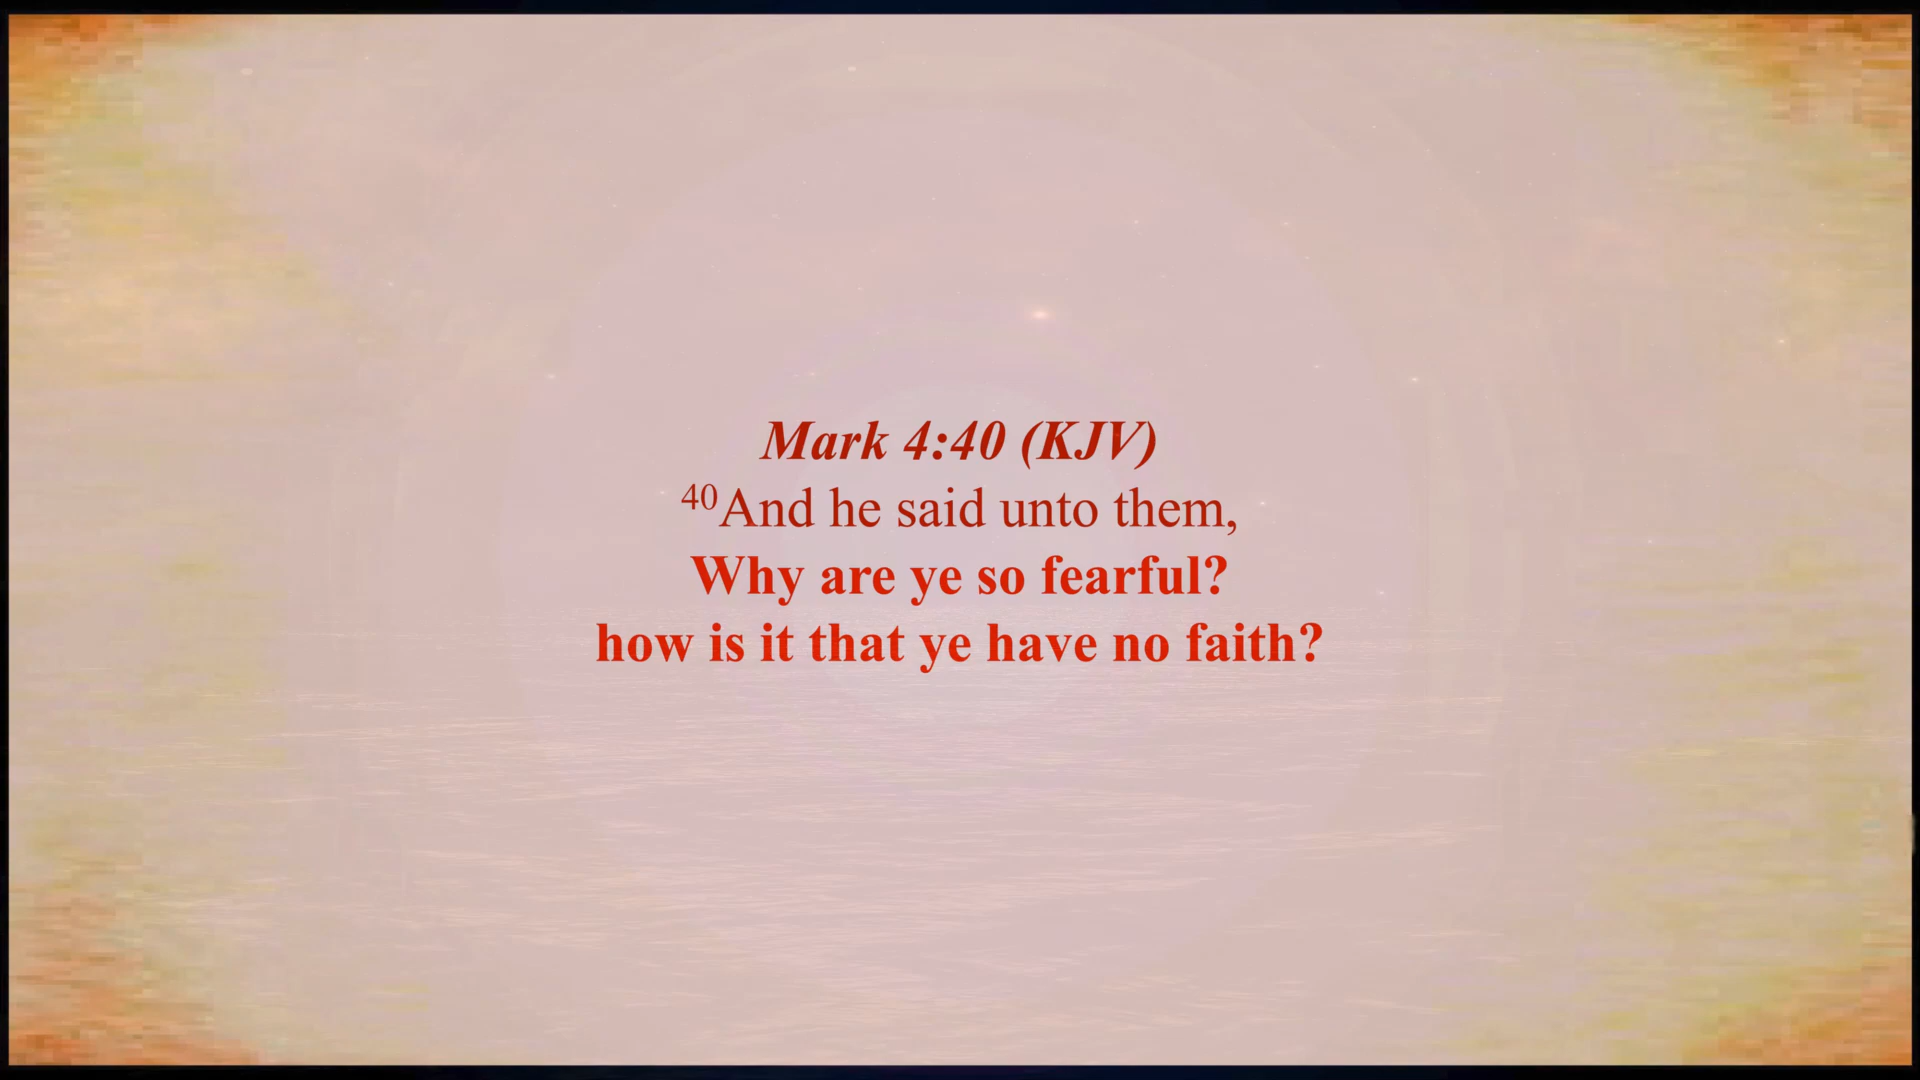 Mark 4:40 (KJV)
40And he said unto them,
Why are ye so fearful?
how is it that ye have no faith?